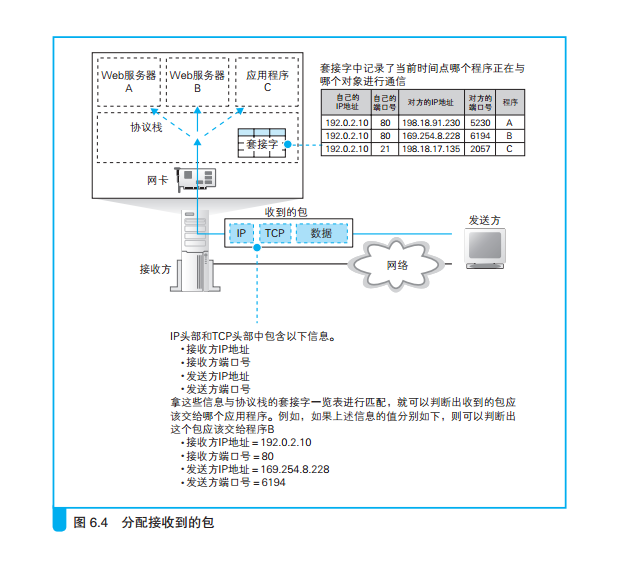 Web服务器
A
Web服务器
B
应用程序
C
协议栈
套接字
网卡
套接字中记录了当前时间点哪个程序正在与
哪个对象进行通信
自己的IP地址 自己的端口号 对方的IP地址 对方的端口号 程序
192.0.2.10 80 198.18.91.230 5230 A
192.0.2.10 80 169.254.8.228 6194 B
192.0.2.10 21 198.18.17.135 2057 C
收到的包
IP TCP 数据
发送方
接收方
网络
IP头部和TCP头部中包含以下信息。
•接收方IP地址
•接收方端口号
•发送方IP地址
•发送方端口号
拿这些信息与协议栈的套接字一览表进行匹配，就可以判断出收到的包应
该交给哪个应用程序。例如，如果上述信息的值分别如下，则可以判断出
这个包应该交给程序B
•接收方IP地址＝192.0.2.10
•接收方端口号＝80
•发送方IP地址＝169.254.8.228
•发送方端口号＝6194
图 6.4 分配接收到的包